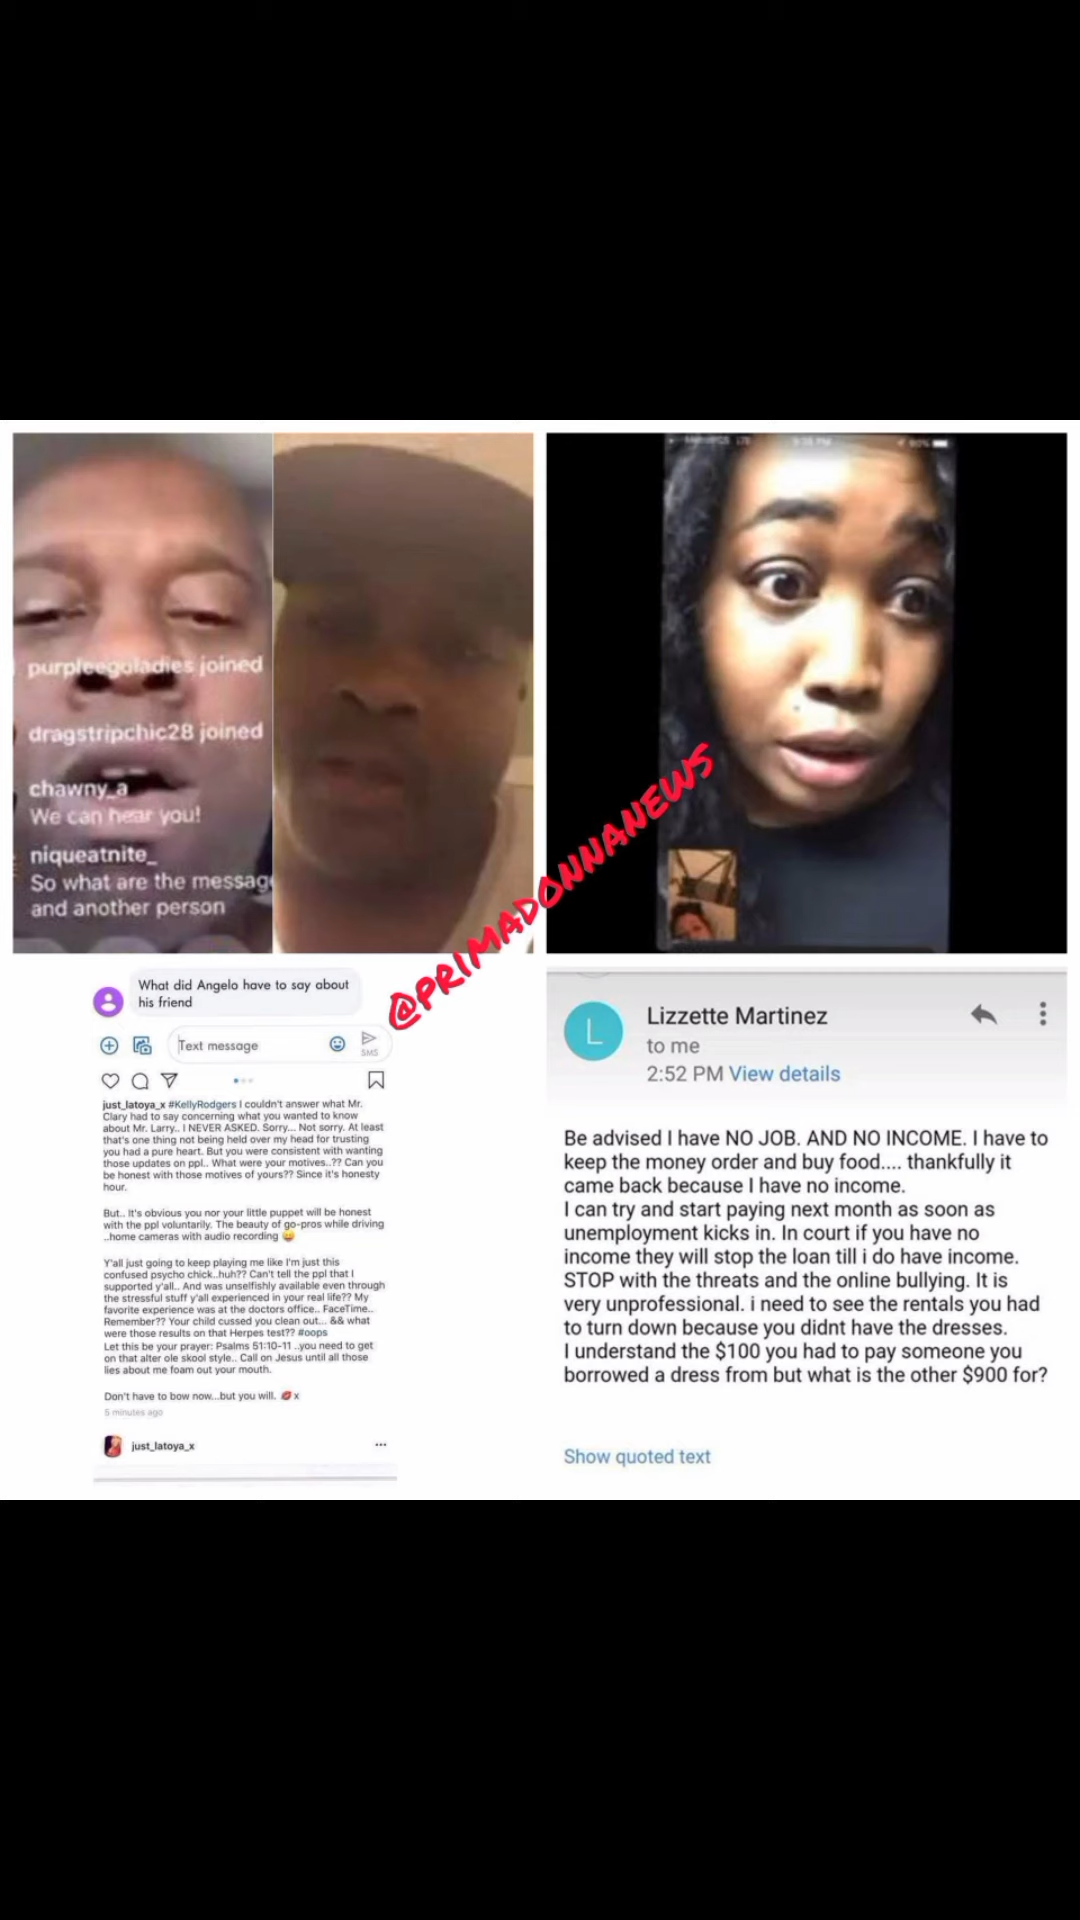 9:38 PM
90%
purpleeguladies joined
dragstripchic28 joined
chawny_a
We can hear you!
niqueatnite_
So what are the messag
and another person
@PRIMADONNANEWS
What did Angelo have to say about
his friend
Text message
SMS
just_latoya_x #KellyRodgers I couldn't answer what Mr.
Clary had to say concerning what you wanted to know
about Mr. Larry.. I NEVER ASKED. Sorry... Not sorry. At least
that's one thing not being held over my head for trusting
you had a pure heart. But you were consistent with wanting
those updates on ppl.. What were your motives..?? Can you
be honest with those motives of yours?? Since it's honesty
hour.
But.. It's obvious you nor your little puppet will be honest
with the ppl voluntarily. The beauty of go-pros while driving
..home cameras with audio recording 😄
Y'all just going to keep playing me like I'm just this
confused psycho chick..huh?? Can't tell the ppl that I
supported y'all.. And was unselfishly available even through
the stressful stuff y'all experienced in your real life?? My
favorite experience was at the doctors office.. FaceTime..
Remember?? Your child cussed you clean out... && what
were those results on that Herpes test?? #oops
Let this be your prayer: Psalms 51:10-11 ..you need to get
on that alter ole skool style.. Call on Jesus until all those
lies about me foam out your mouth.
Don't have to bow now...but you will. 💋 x
5 minutes ago
just_latoya_x
L
Lizzette Martinez
to me
2:52 PM View details
Be advised I have NO JOB. AND NO INCOME. I have to
keep the money order and buy food.... thankfully it
came back because I have no income.
I can try and start paying next month as soon as
unemployment kicks in. In court if you have no
income they will stop the loan till i do have income.
STOP with the threats and the online bullying. It is
very unprofessional. i need to see the rentals you had
to turn down because you didnt have the dresses.
I understand the $100 you had to pay someone you
borrowed a dress from but what is the other $900 for?
Show quoted text